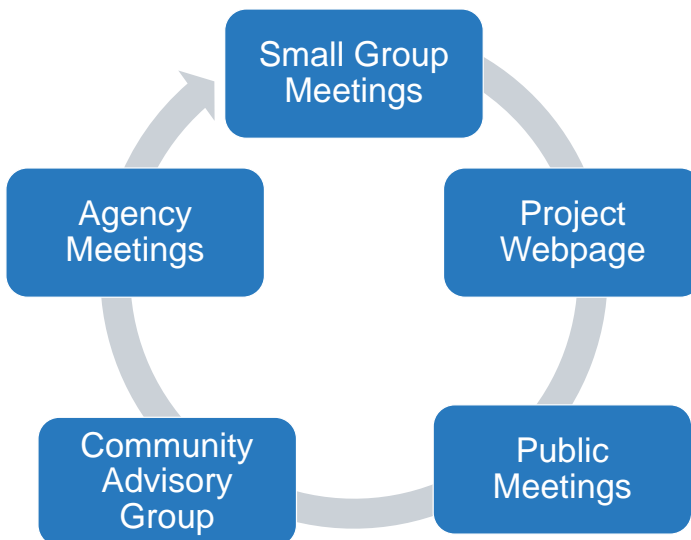 Small Group
Meetings
Project
Webpage
Public
Meetings
Community
Advisory
Group
Agency
Meetings